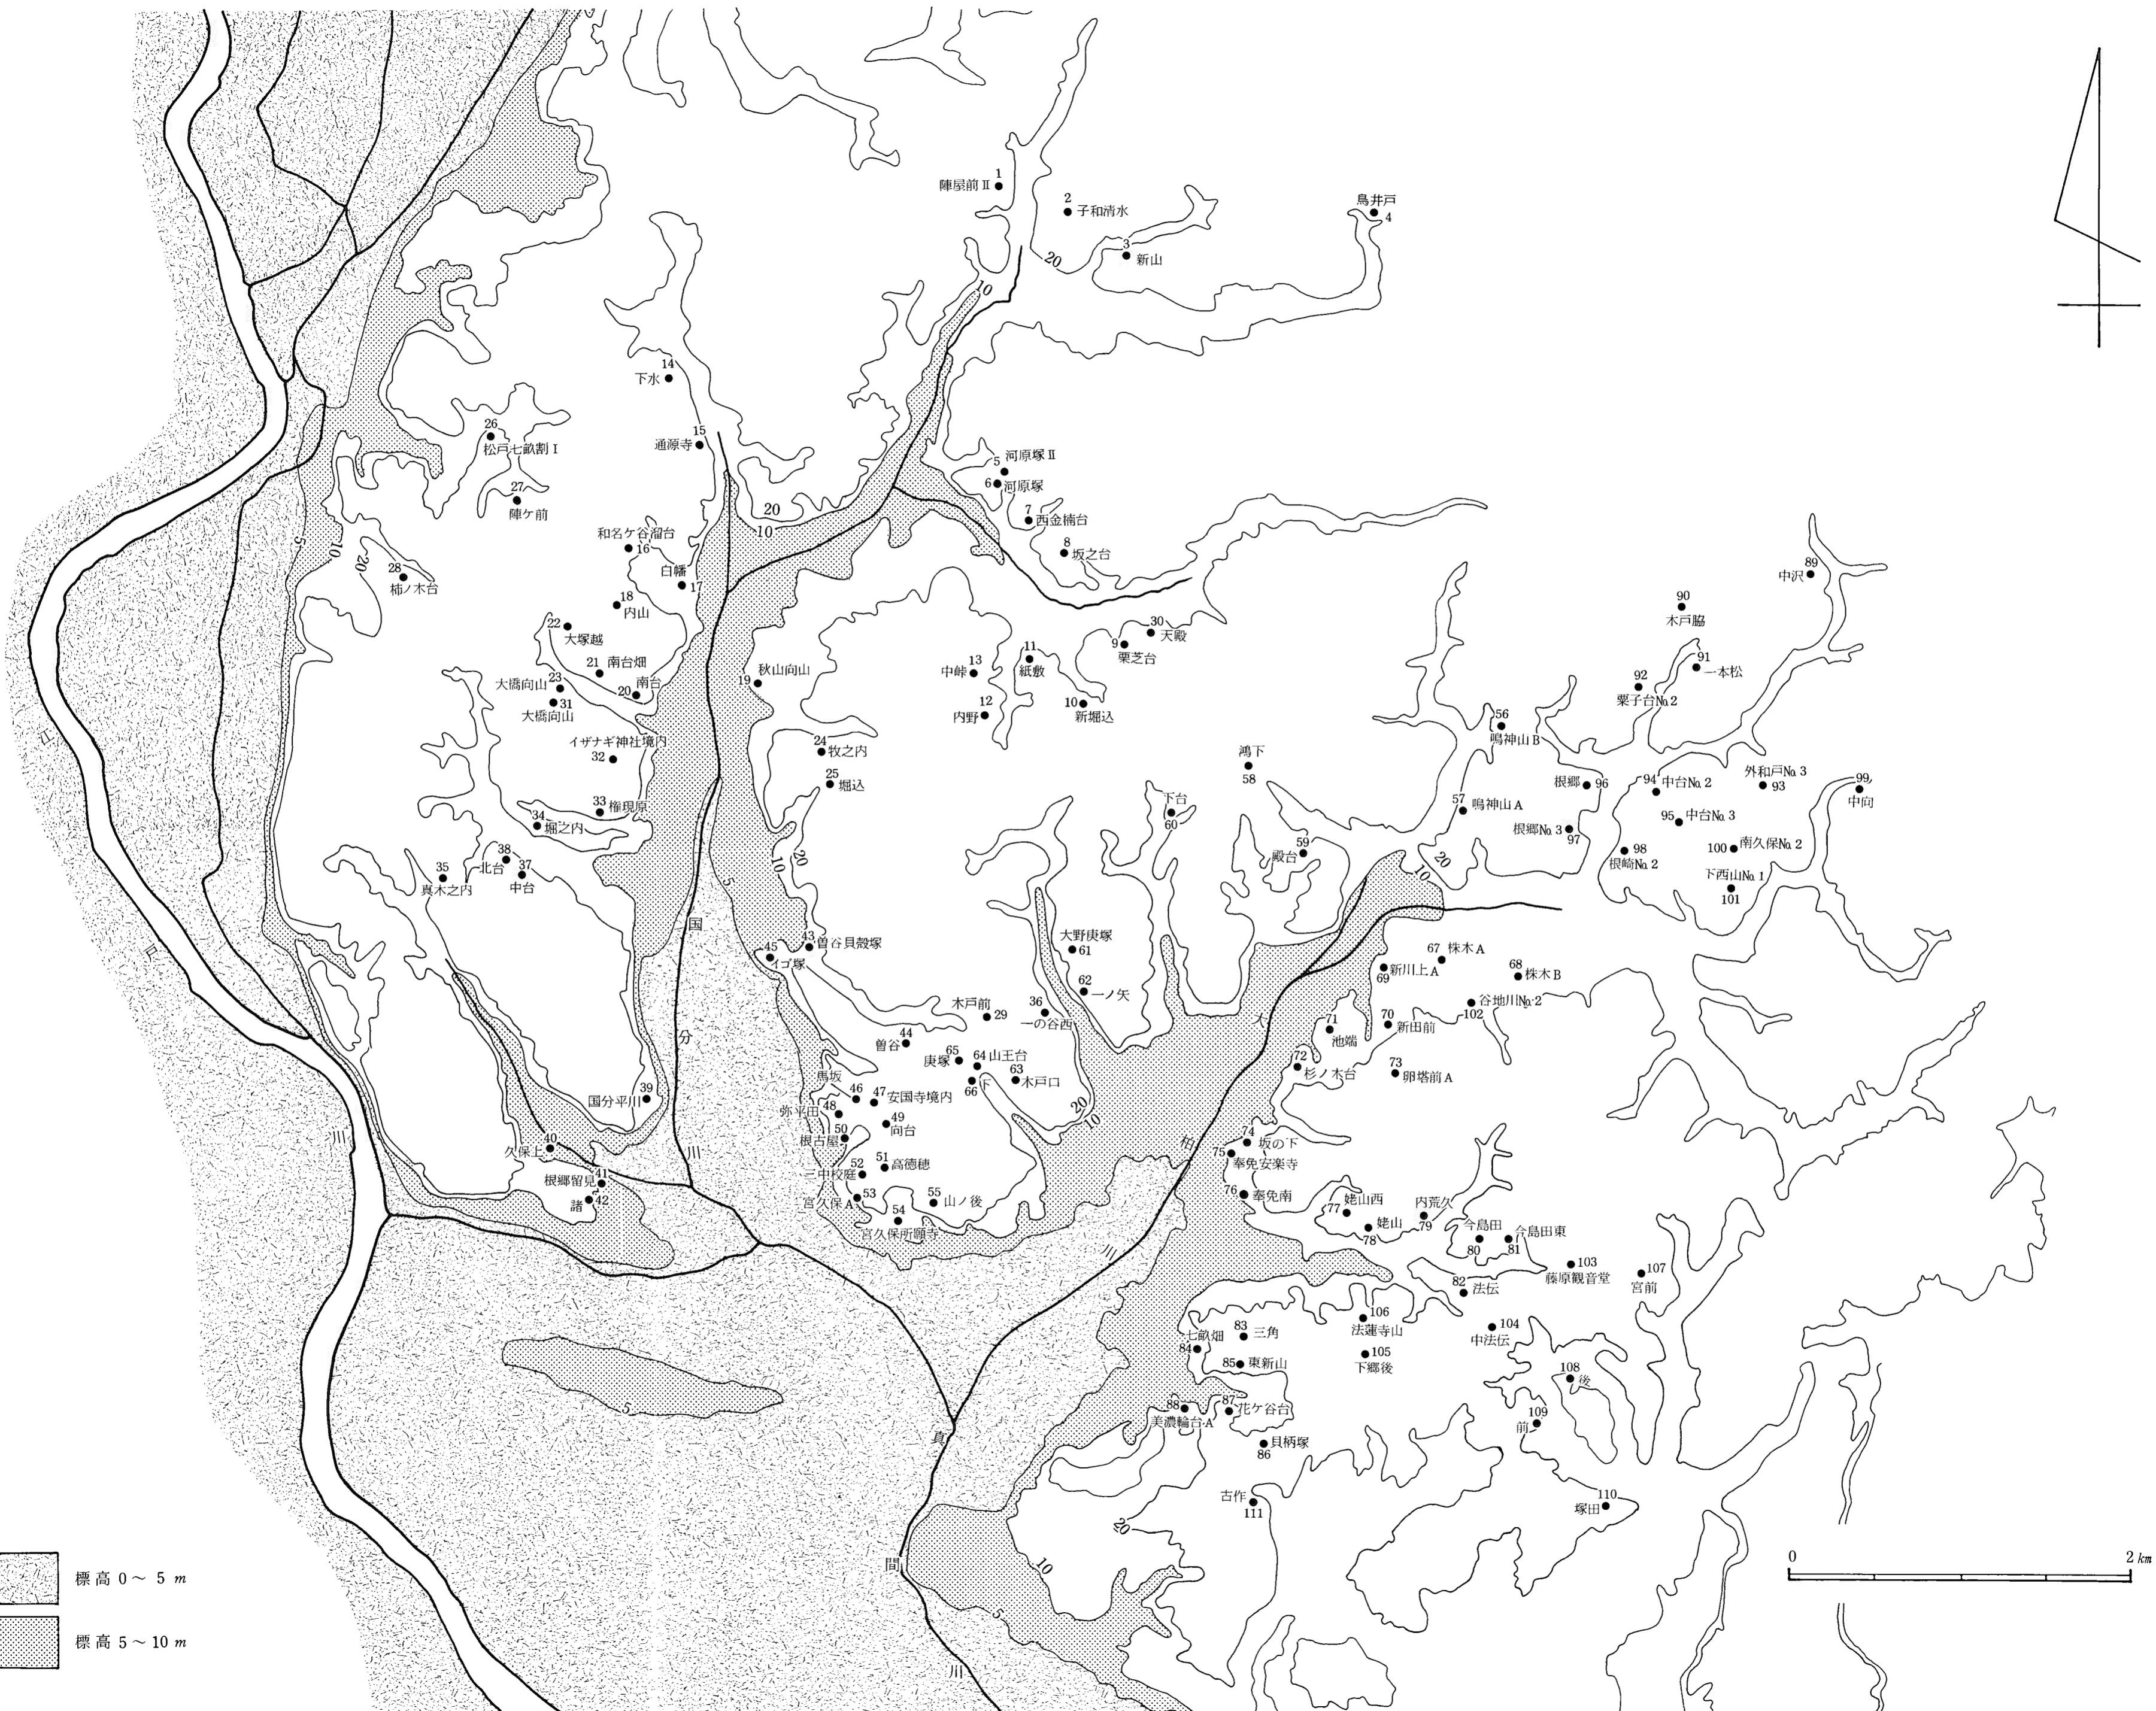 1
陣屋前Ⅱ
2
子和清水
3
新山
鳥井戸
4
20
10
14
下水
15
通源寺
26
松戸七畝割Ⅰ
27
陣ケ前
28
柿ノ木台
5
10
20
20
10
5 河原塚Ⅱ
6 河原塚
7
西金楠台
8
坂之台
和名ケ谷溜台
16
白幡
17
18
内山
22
大塚越
21 南台畑
20 南台
大橋向山 23
31
大橋向山
イザナギ神社境内
32
秋山向山
19
24
牧之内
25
堀込
30
天殿
9
栗芝台
11
紙敷
10
新堀込
13
中峠
12
内野
33
権現原
34
堀之内
38
北台
37
中台
35
真木之内
10
20
5
43
曽谷貝殻塚
45
イゴ塚
木戸前
29
36
一の谷西
44
曽谷
65
庚塚
64 山王台
66 下
63
木戸口
馬坂
46
47 安国寺境内
弥平田 48
49
向台
50
根古屋
51
高徳穂
52
三中校庭
53
宮久保A
54
宮久保所願寺
55
山ノ後
39
国分平川
40
久保上
41
根郷留見
諸 42
20
10
89
中沢
90
木戸脇
91
一本松
92
栗子台№2
56
鳴神山B
57 鳴神山A
根郷 96
根郷№3
97
94 中台№2
外和戸№3
93
95 中台№3
99
中向
98
根崎№2
100 南久保№2
下西山№1
101
鴻下
58
下台
60
59
殿台
20
10
大野庚塚
61
62
一ノ矢
67 株木A
68
株木B
69
新川上A
谷地川№2
102
70
新田前
71
池端
72
杉ノ木台
73
卵塔前A
74
坂の下
75
奉免安楽寺
76
奉免南
姥山西
77
姥山
78
内荒久
79
今島田
80
今島田東
81
82
法伝
103
藤原観音堂
107
宮前
106
法蓮寺山
105
下郷後
104
中法伝
83 三角
七畝畑
84
85 東新山
108
後
109
前
88
美濃輪台A
87
花ケ谷台
貝柄塚
86
古作
111
110
塚田
20
10
5
5
江
戸
川
国
分
川
大
柏
川
真
間
川
標高0～5m
標高5～10m
0 2km